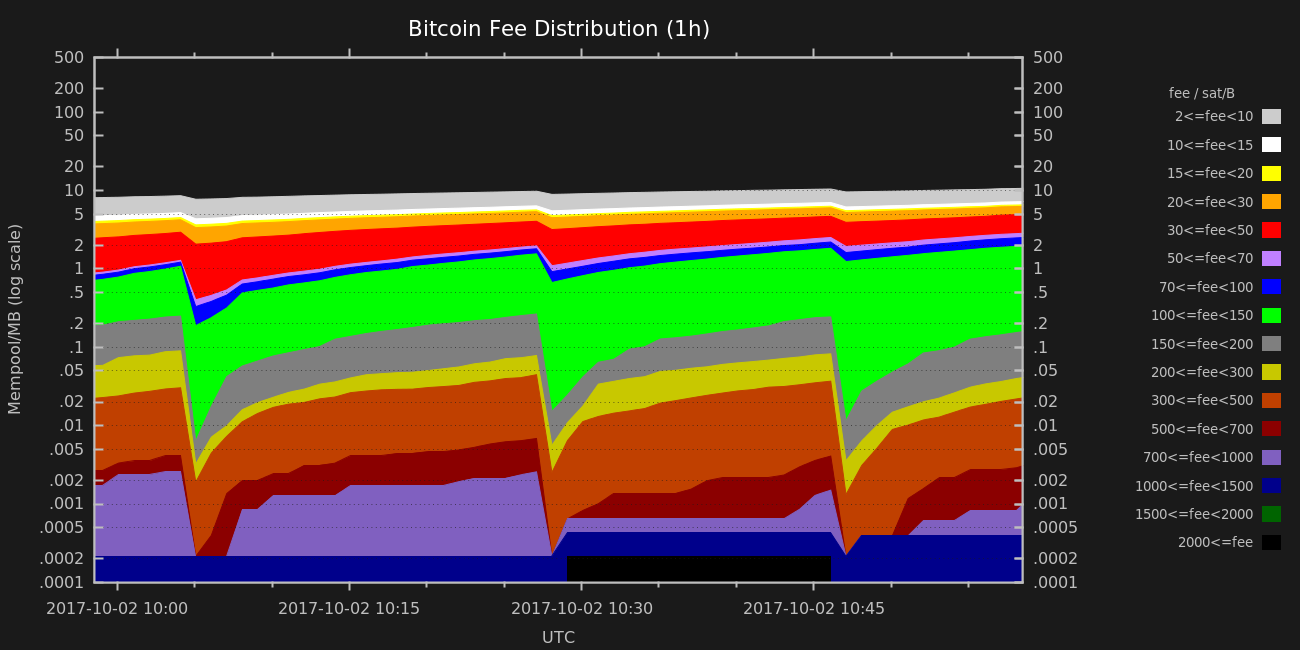 Bitcoin Fee Distribution (1h)
500 500
200 200
100 100
50 50
20 20
10 10
5 5
2 2
1 1
.5 .5
.2 .2
.1 .1
.05 .05
.02 .02
.01 .01
.005 .005
.002 .002
.001 .001
.0005 .0005
.0002 .0002
.0001 .0001
Mempool/MB (log scale)
2017-10-02 10:00 2017-10-02 10:15 2017-10-02 10:30 2017-10-02 10:45
UTC
fee / sat/B
2<=fee<10
10<=fee<15
15<=fee<20
20<=fee<30
30<=fee<50
50<=fee<70
70<=fee<100
100<=fee<150
150<=fee<200
200<=fee<300
300<=fee<500
500<=fee<700
700<=fee<1000
1000<=fee<1500
1500<=fee<2000
2000<=fee